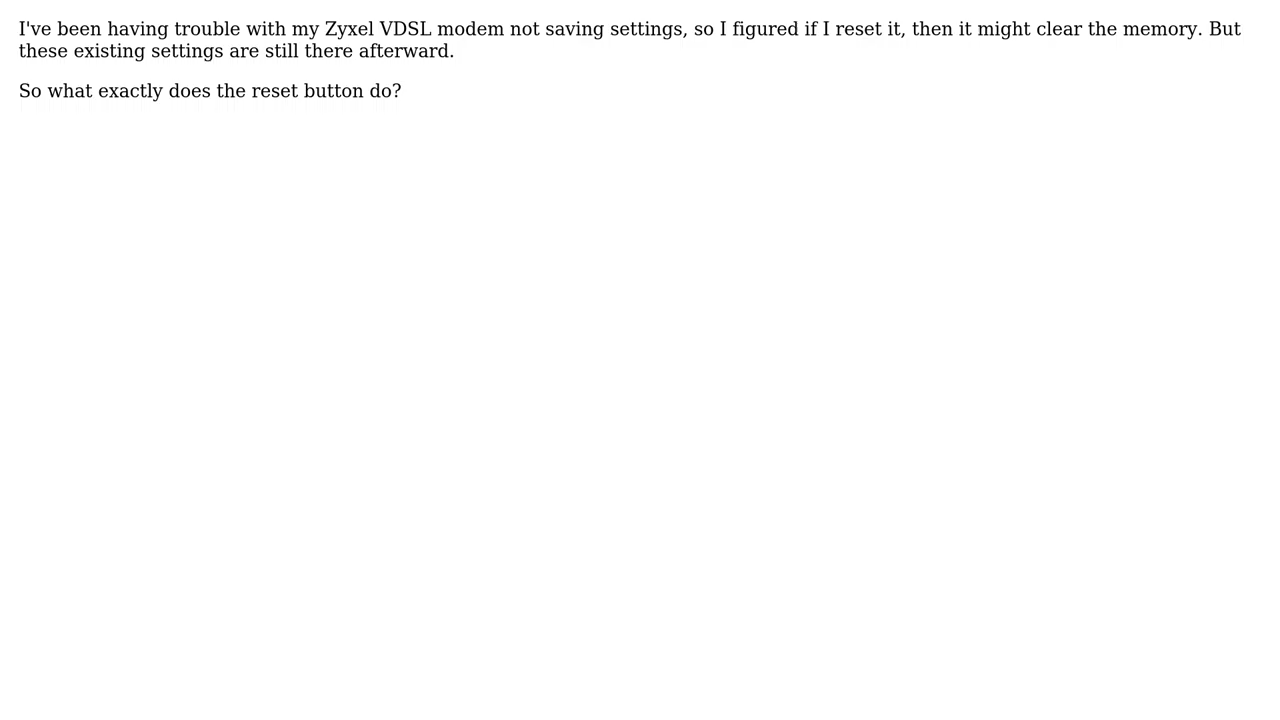 I've been having trouble with my Zyxel VDSL modem not saving settings, so I figured if I reset it, then it might clear the memory. But
these existing settings are still there afterward.
So what exactly does the reset button do?